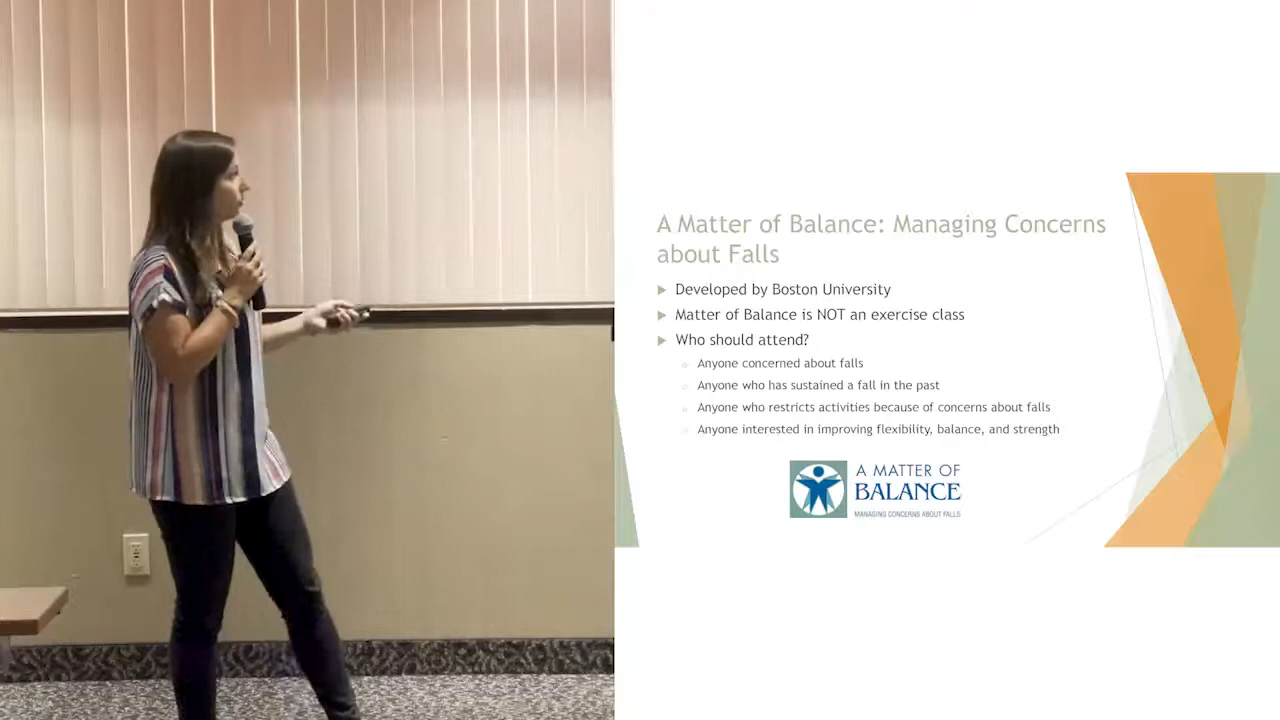 A Matter of Balance: Managing Concerns
about Falls
Developed by Boston University
Matter of Balance is NOT an exercise class
Who should attend?
Anyone concerned about falls
Anyone who has sustained a fall in the past
Anyone who restricts activities because of concerns about falls
Anyone interested in improving flexibility, balance, and strength
A MATTER OF
BALANCE
MANAGING CONCERNS ABOUT FALLS